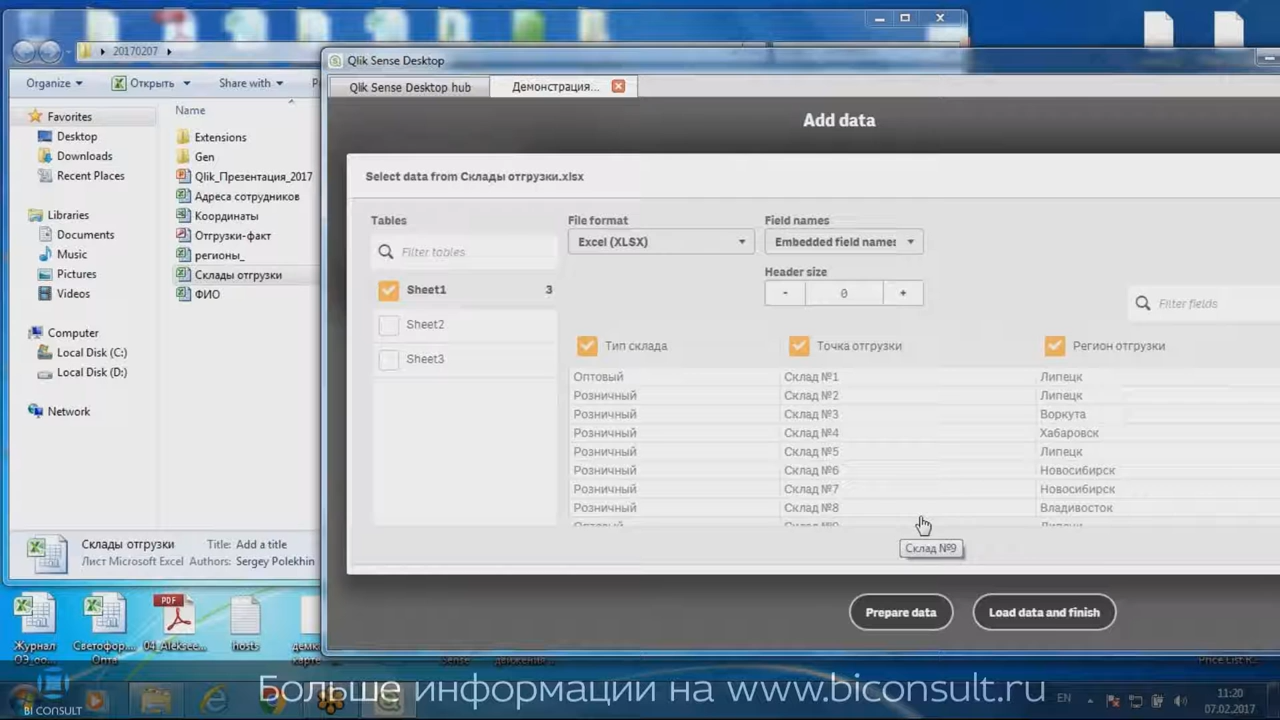 20170207
Organize
Открыть
Share with
Name
Favorites
Desktop
Downloads
Recent Places
Libraries
Documents
Music
Pictures
Videos
Computer
Local Disk (C:)
Local Disk (D:)
Network
Extensions
Gen
Qlik_Презентация_2017
Адреса сотрудников
Координаты
Отгрузки-факт
регионы_
Склады отгрузки
ФИО
Склады отгрузки Title: Add a title
Лист Microsoft Excel Authors: Sergey Polekhin
Qlik Sense Desktop
Qlik Sense Desktop hub
Демонстрация...
Add data
Select data from Склады отгрузки.xlsx
Tables
Filter tables
Sheet1 3
Sheet2
Sheet3
File format
Excel (XLSX)
Field names
Embedded field names
Header size
- 0 +
Filter fields
Тип склада Точка отгрузки Регион отгрузки
Оптовый Склад №1 Липецк
Розничный Склад №2 Липецк
Розничный Склад №3 Воркута
Розничный Склад №4 Хабаровск
Розничный Склад №5 Липецк
Розничный Склад №6 Новосибирск
Розничный Склад №7 Новосибирск
Розничный Склад №8 Владивосток
Склад №9
Prepare data
Load data and finish
PDF
Журнал
Светофор...
04_Aleksee...
hosts
Опта
Sense
Price List R...
Больше информации на www.biconsult.ru
BI CONSULT
EN
11:20
07.02.2017